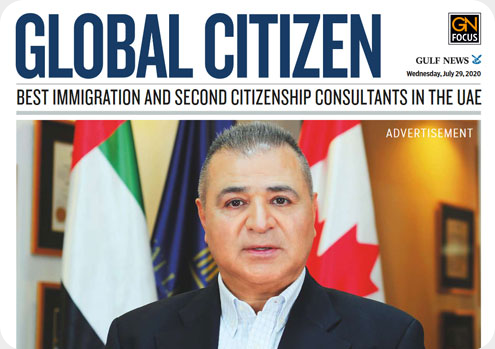 GLOBAL CITIZEN
GN
FOCUS
GULF NEWS
Wednesday, July 29, 2020
BEST IMMIGRATION AND SECOND CITIZENSHIP CONSULTANTS IN THE UAE
ADVERTISEMENT